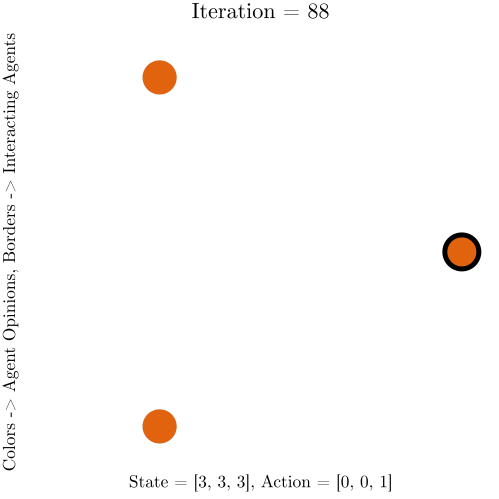 Iteration = 88
Colors -> Agent Opinions, Borders -> Interacting Agents
State = [3, 3, 3], Action = [0, 0, 1]